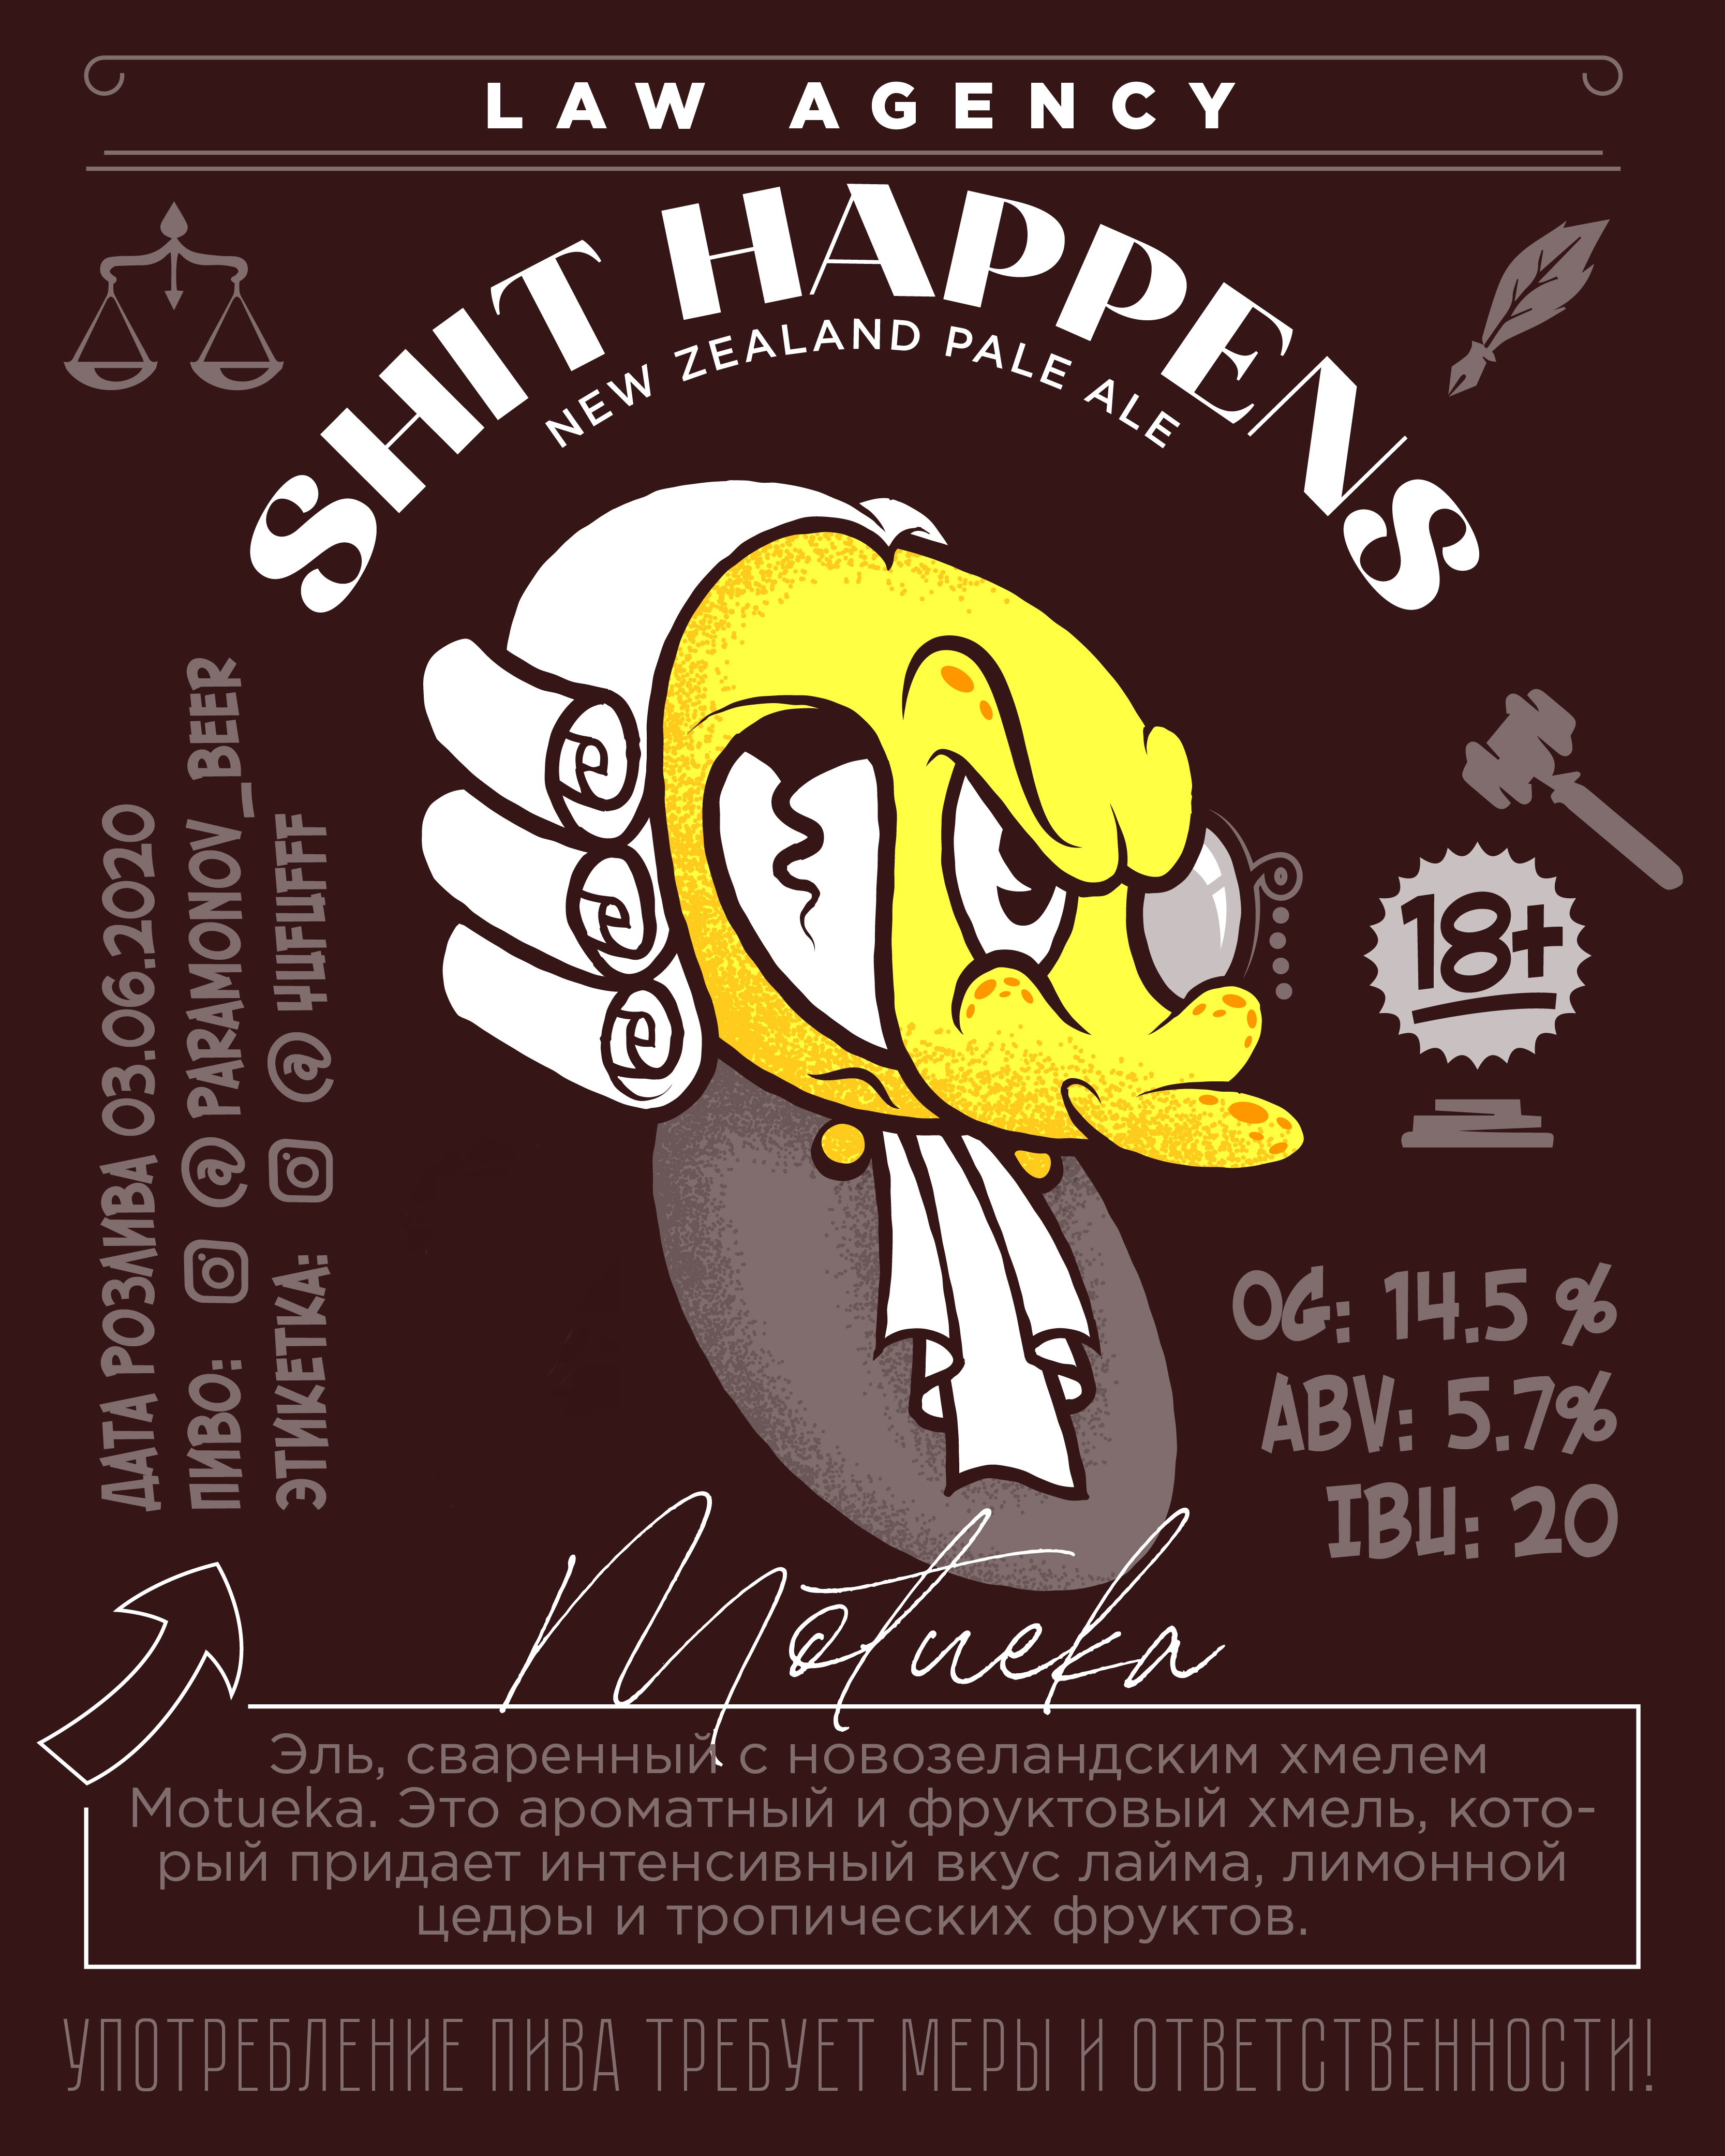 LAW AGENCY
SHIT HAPPENS
NEW ZEALAND PALE ALE
ДАТА РОЗЛИВА 03.06.2020
ПИВО: @PARAMONOV_BEER
ЭТИКЕТКА: @
18+
OG: 14.5 %
ABV: 5.7%
IBU: 20
Motueka
Эль, сваренный с новозеландским хмелем
Motueka. Это ароматный и фруктовый хмель, кото-
рый придает интенсивный вкус лайма, лимонной
цедры и тропических фруктов.
УПОТРЕБЛЕНИЕ ПИВА ТРЕБУЕТ МЕРЫ И ОТВЕТСТВЕННОСТИ!